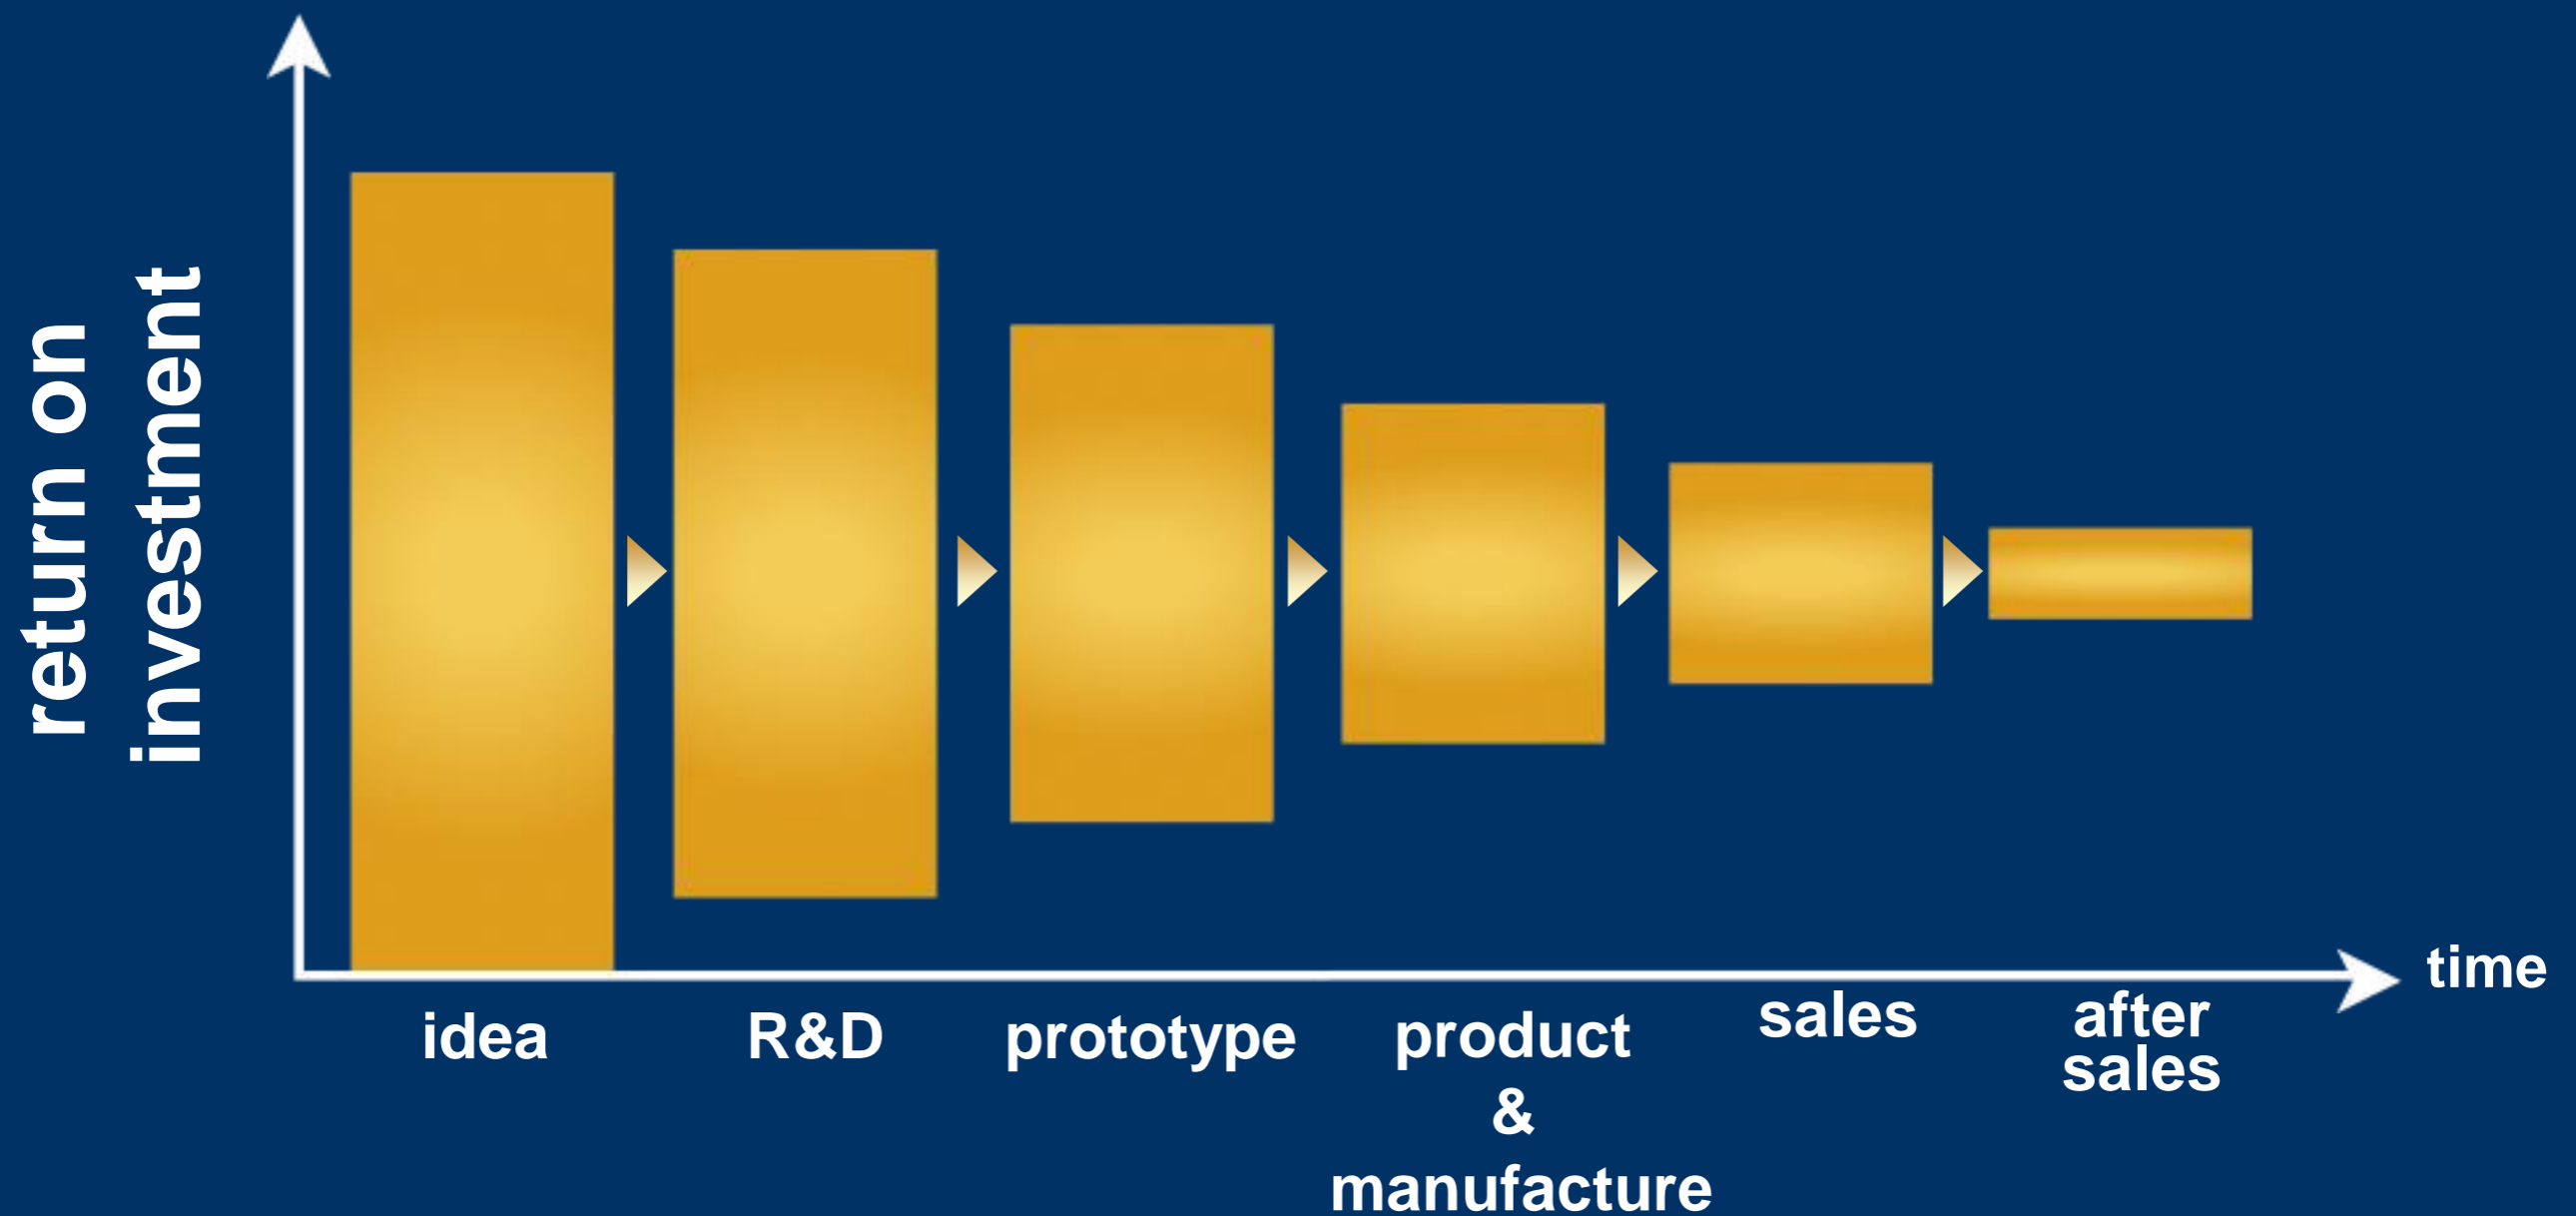 return on
investment
time
idea
R&D
prototype
product
&
manufacture
sales
after
sales